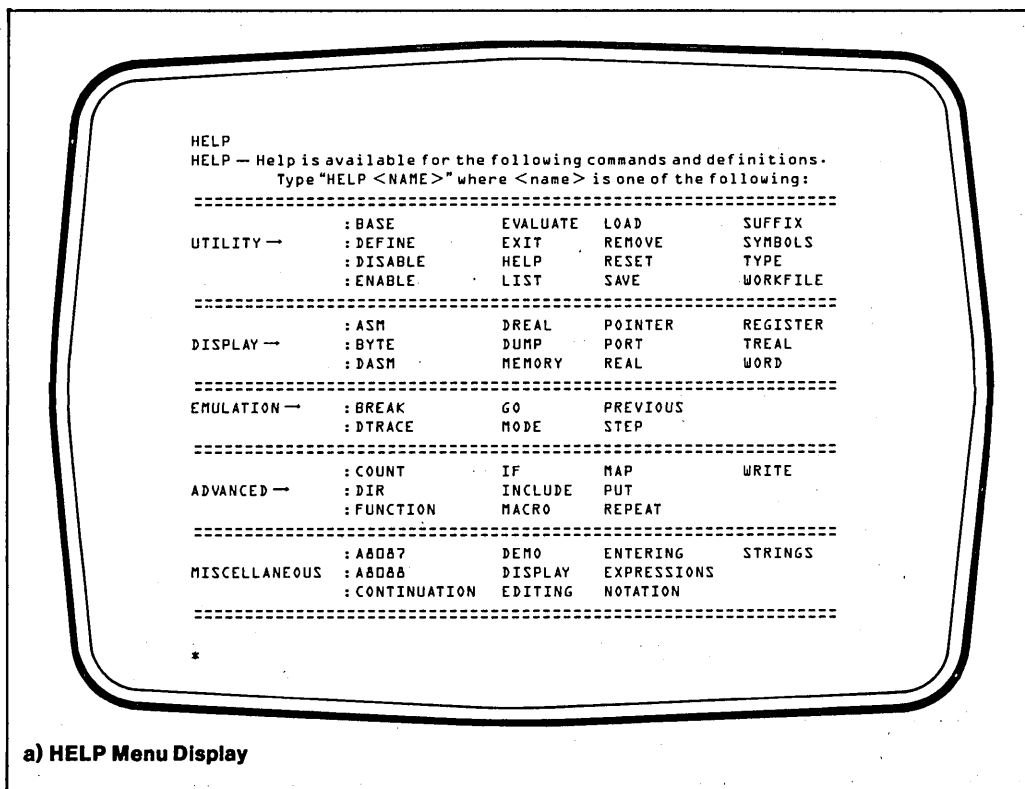 HELP
HELP — Help is available for the following commands and definitions.
Type "HELP <NAME>" where <name> is one of the following:
================================================================
:BASE EVALUATE LOAD SUFFIX
UTILITY → :DEFINE EXIT REMOVE SYMBOLS
:DISABLE HELP RESET TYPE
:ENABLE LIST SAVE WORKFILE
================================================================
:ASM DREAL POINTER REGISTER
DISPLAY → :BYTE DUMP PORT TREAL
:DASM MEMORY REAL WORD
================================================================
EMULATION → :BREAK GO PREVIOUS
:DTRACE MODE STEP
================================================================
:COUNT IF MAP WRITE
ADVANCED → :DIR INCLUDE PUT
:FUNCTION MACRO REPEAT
================================================================
:A8087 DEMO ENTERING STRINGS
MISCELLANEOUS :A8088 DISPLAY EXPRESSIONS
:CONTINUATION EDITING NOTATION
================================================================
*
a) HELP Menu Display